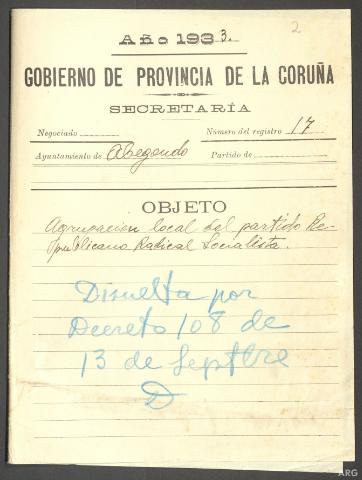 2
Año 1933.
GOBIERNO DE PROVINCIA DE LA CORUÑA
SECRETARÍA
Negociado
Número del registro 17
Ayuntamiento de Abegondo
Partido de
OBJETO
Agrupación local del partido Re-
publicano Radical Socialista.
Disuelta por
Decreto 108 de
13 de Septbre
D
ARG